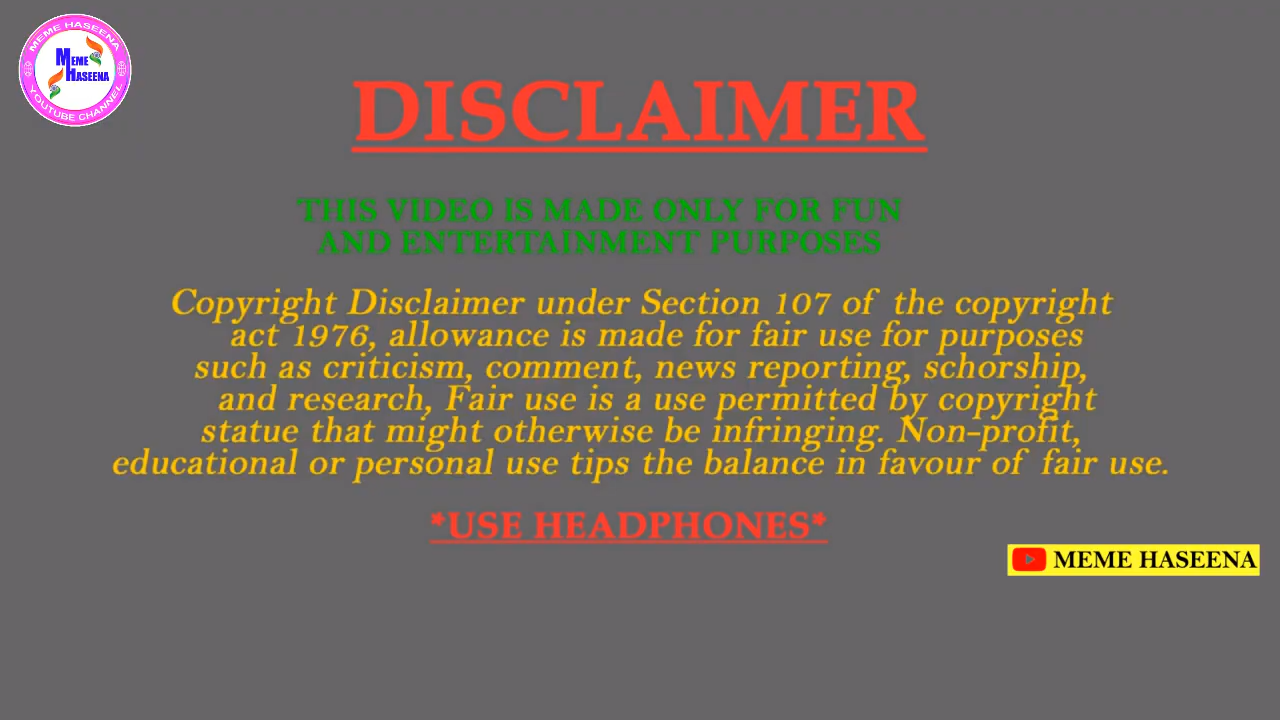 MEME HASEENA
MEME
HASEENA
YOUTUBE CHANNEL
DISCLAIMER
THIS VIDEO IS MADE ONLY FOR FUN
AND ENTERTAINMENT PURPOSES
Copyright Disclaimer under Section 107 of the copyright
act 1976, allowance is made for fair use for purposes
such as criticism, comment, news reporting, schorship,
and research, Fair use is a use permitted by copyright
statue that might otherwise be infringing. Non-profit,
educational or personal use tips the balance in favour of fair use.
*USE HEADPHONES*
MEME HASEENA